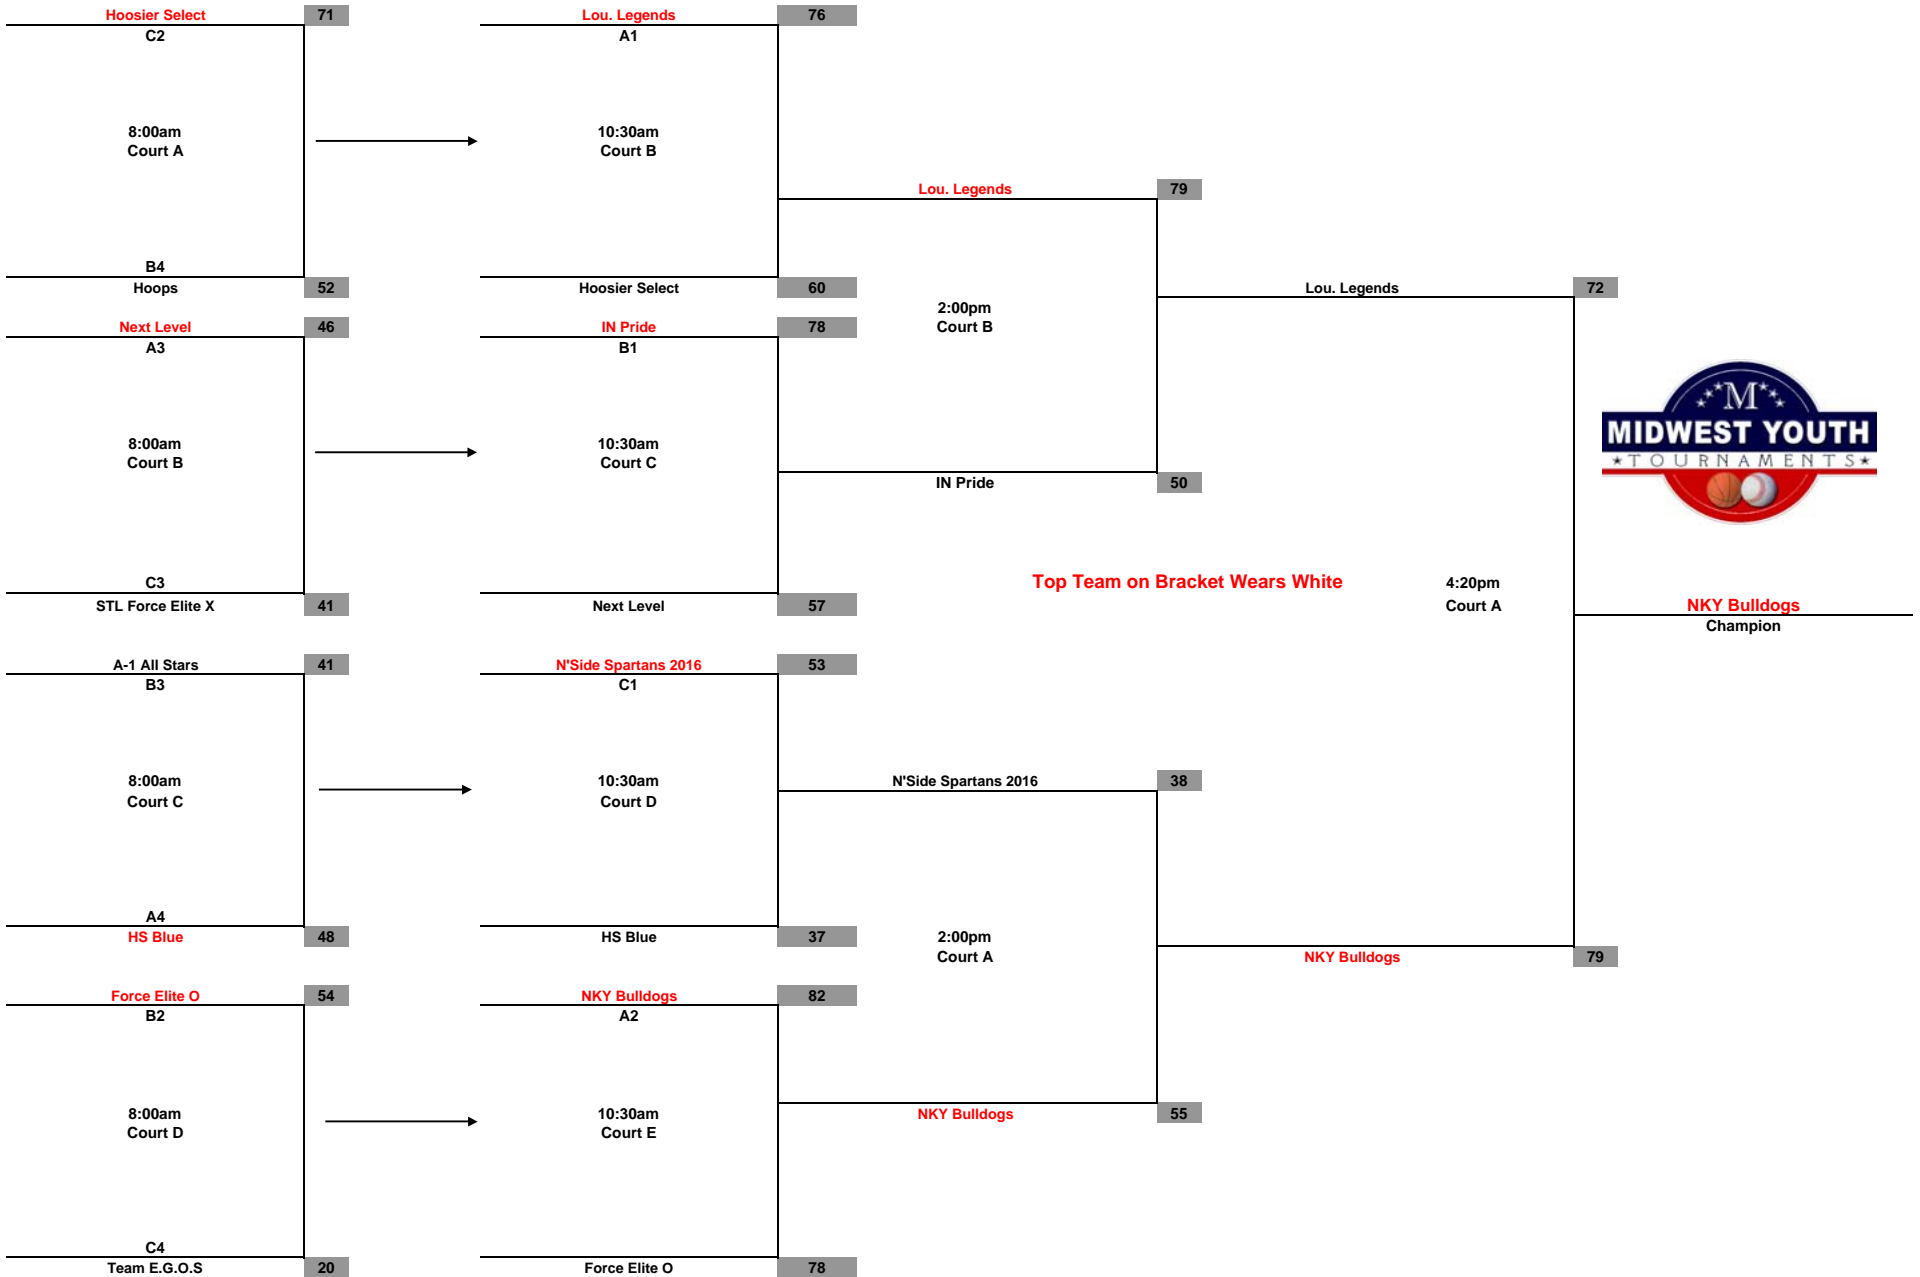 Hoosier Select 71
C2
8:00am
Court A
B4
Hoops 52
Next Level 46
A3
8:00am
Court B
C3
STL Force Elite X 41
A-1 All Stars 41
B3
8:00am
Court C
A4
HS Blue 48
Force Elite O 54
B2
8:00am
Court D
C4
Team E.G.O.S 20
Lou. Legends 76
A1
10:30am
Court B
Hoosier Select 60
IN Pride 78
B1
10:30am
Court C
Next Level 57
N'Side Spartans 2016 53
C1
10:30am
Court D
HS Blue 37
NKY Bulldogs 82
A2
10:30am
Court E
Force Elite O 78
Lou. Legends 79
2:00pm
Court B
IN Pride 50
Top Team on Bracket Wears White
N'Side Spartans 2016 38
2:00pm
Court A
NKY Bulldogs 55
Lou. Legends 72
4:20pm
Court A
NKY Bulldogs 79
M
MIDWEST YOUTH
TOURNAMENTS
NKY Bulldogs
Champion